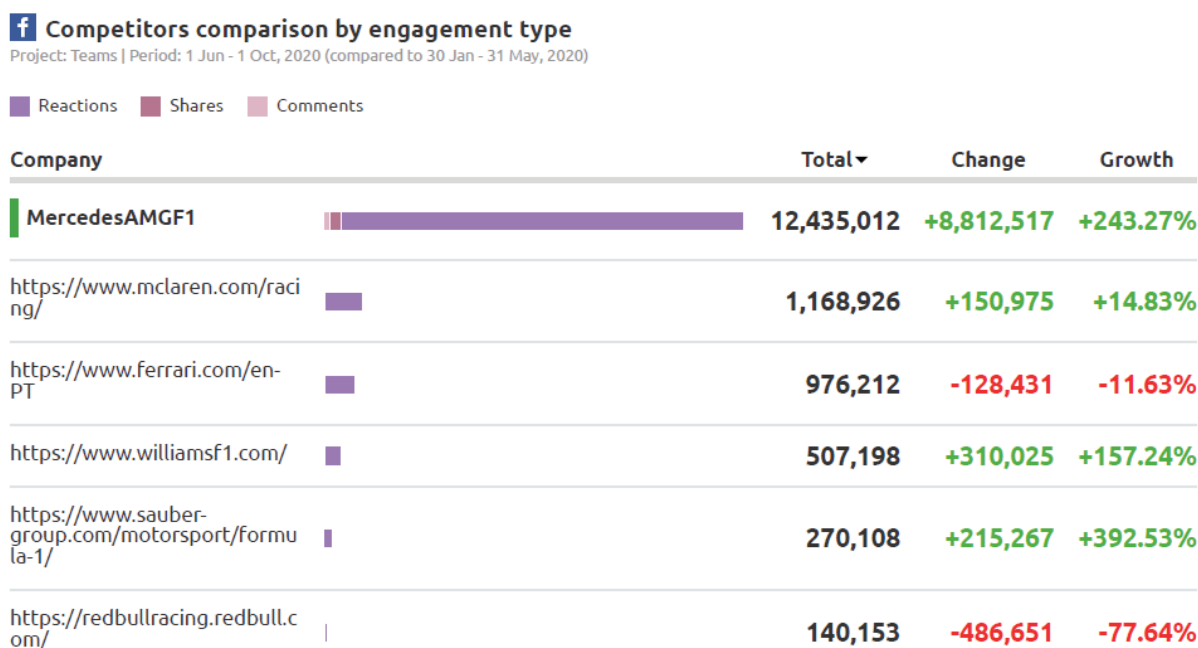 f Competitors comparison by engagement type
Project: Teams | Period: 1 Jun - 1 Oct, 2020 (compared to 30 Jan - 31 May, 2020)
Reactions Shares Comments
Company Total Change Growth
MercedesAMGF1 12,435,012 +8,812,517 +243.27%
https://www.mclaren.com/raci
ng/ 1,168,926 +150,975 +14.83%
https://www.ferrari.com/en-
PT 976,212 -128,431 -11.63%
https://www.williamsf1.com/ 507,198 +310,025 +157.24%
https://www.sauber-
group.com/motorsport/formu
la-1/ 270,108 +215,267 +392.53%
https://redbullracing.redbull.c
om/ 140,153 -486,651 -77.64%